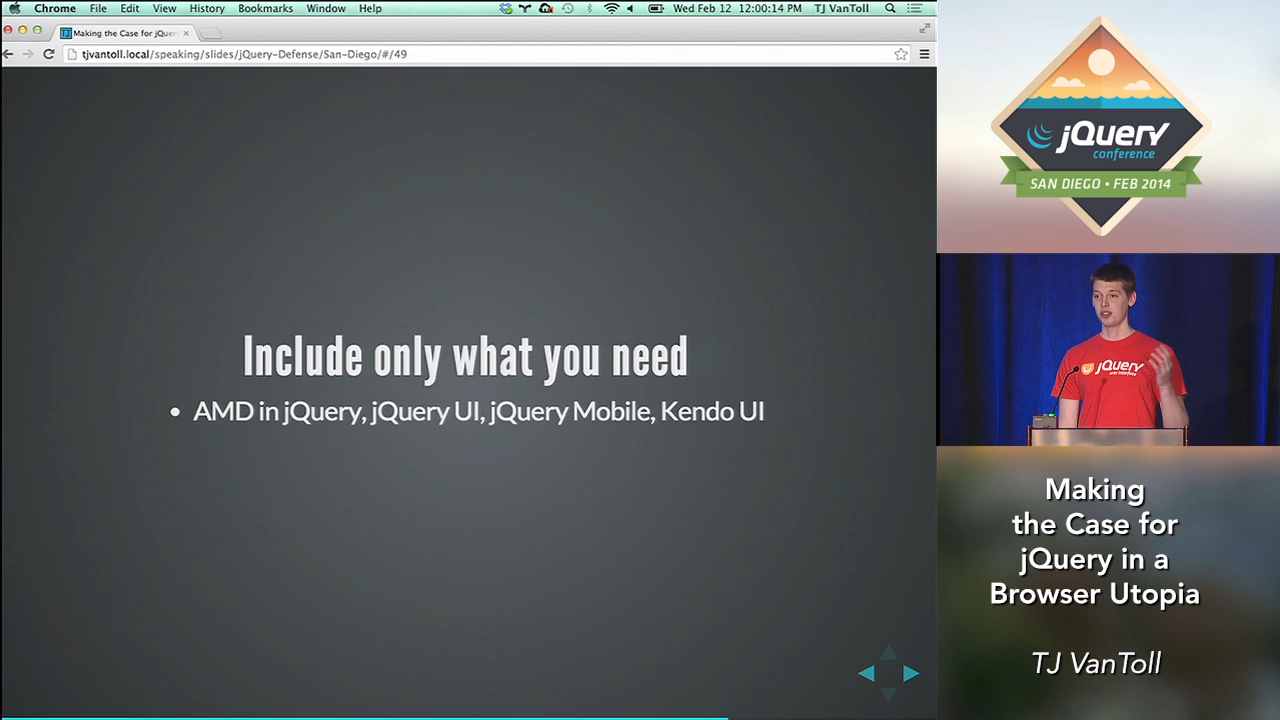 Chrome File Edit View History Bookmarks Window Help Wed Feb 12 12:00:14 PM TJ VanToll
Making the Case for jQuer
tjvantoll.local/speaking/slides/jQuery-Defense/San-Diego/#/49
Include only what you need
• AMD in jQuery, jQuery UI, jQuery Mobile, Kendo UI
jQuery
conference
SAN DIEGO • FEB 2014
jQuery
user interface
Making
the Case for
jQuery in a
Browser Utopia
TJ VanToll